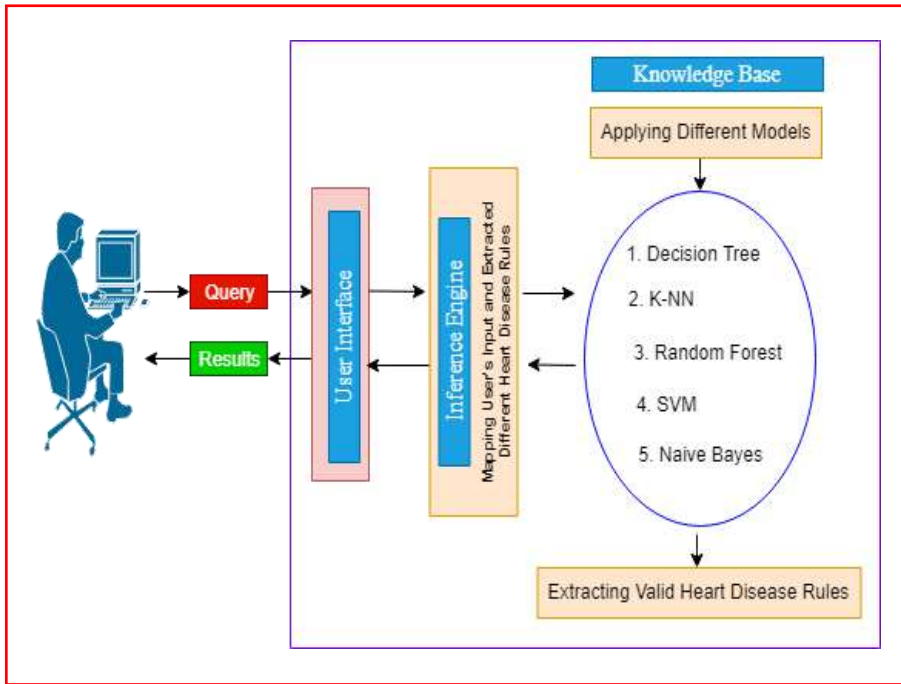 Knowledge Base
Applying Different Models
Query
Results
User Interface
Inference Engine
Mapping User's Input and Extracted
Different Heart Disease Rules
1. Decision Tree
2. K-NN
3. Random Forest
4. SVM
5. Naive Bayes
Extracting Valid Heart Disease Rules